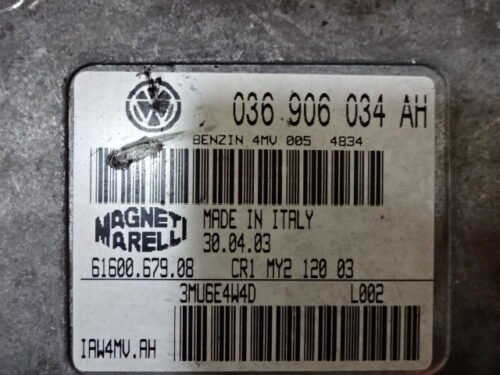 036 906 034 AH
BENZIN 4MV 005 4834
MAGNETI MADE IN ITALY
MARELLI 30.04.03
61600.679.08 CR1 MY2 120 03
3MU6E4W4D L002
IAW4MV.AH